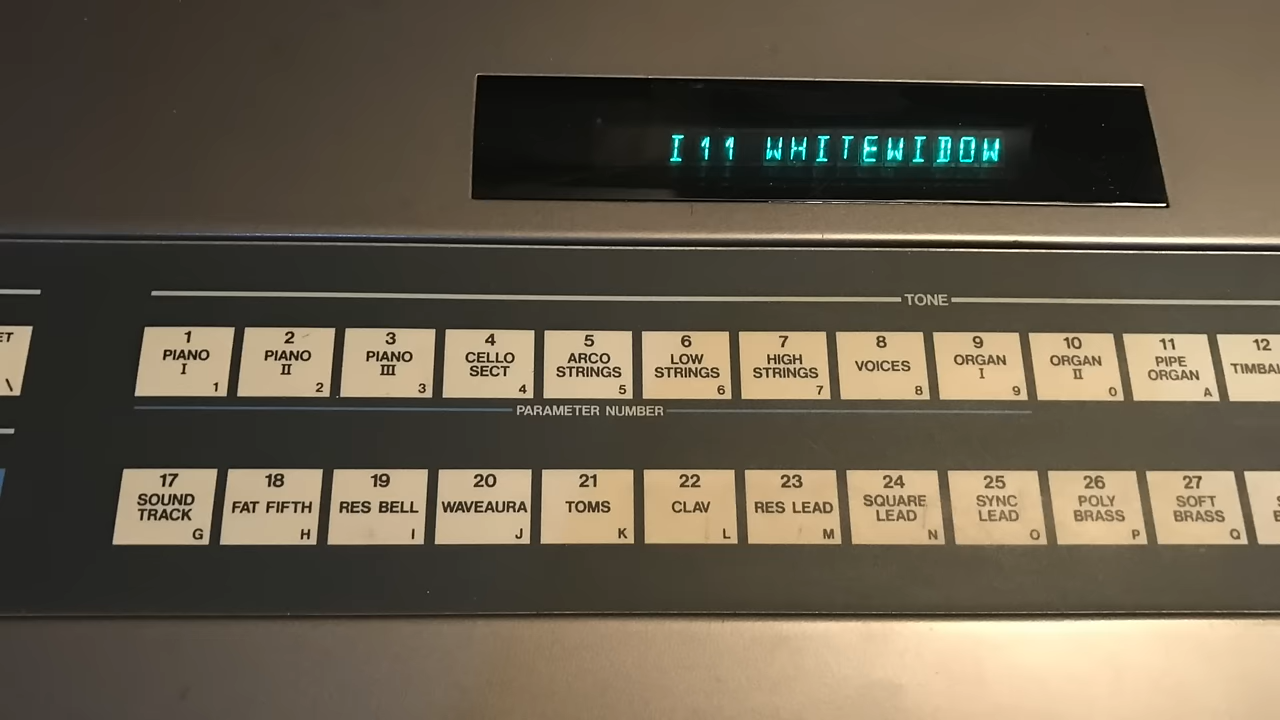 I11 WHITEWIDOW
TONE
ET
\
1
PIANO
I
1
2
PIANO
II
2
3
PIANO
III
3
4
CELLO
SECT
4
5
ARCO
STRINGS
5
6
LOW
STRINGS
6
7
HIGH
STRINGS
7
8
VOICES
8
9
ORGAN
I
9
10
ORGAN
II
0
11
PIPE
ORGAN
A
12
TIMBA
PARAMETER NUMBER
17
SOUND
TRACK
G
18
FAT FIFTH
H
19
RES BELL
I
20
WAVEAURA
J
21
TOMS
K
22
CLAV
L
23
RES LEAD
M
24
SQUARE
LEAD
N
25
SYNC
LEAD
O
26
POLY
BRASS
P
27
SOFT
BRASS
Q